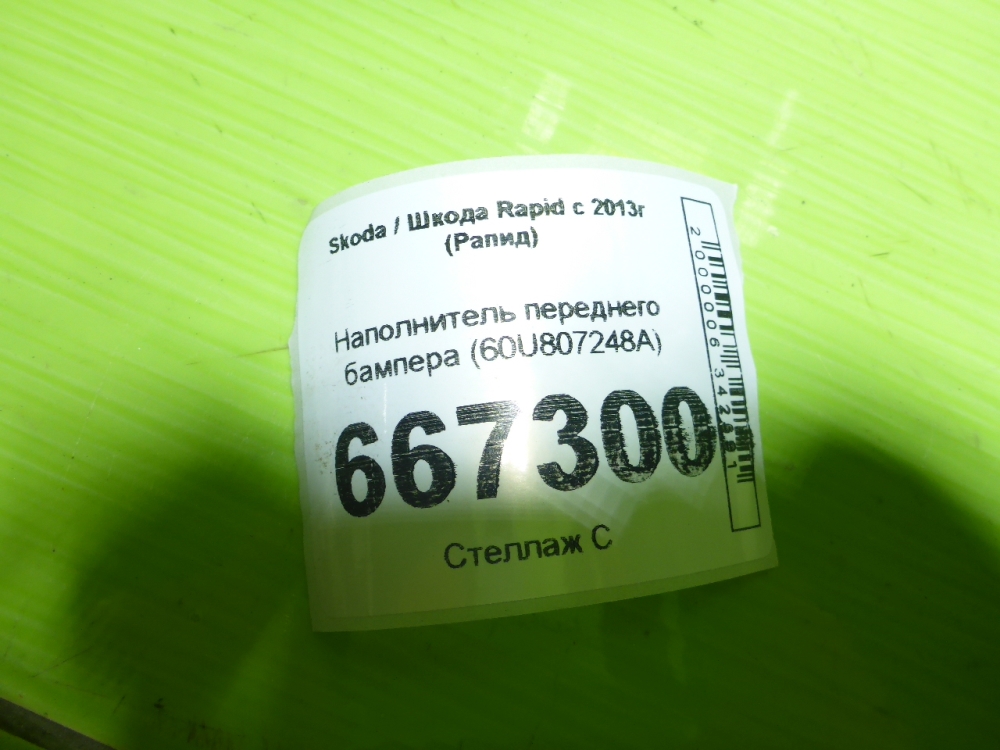 Skoda / Шкода Rapid с 2013г
(Рапид)
Наполнитель переднего
бампера (60U807248A)
667300
Стеллаж С